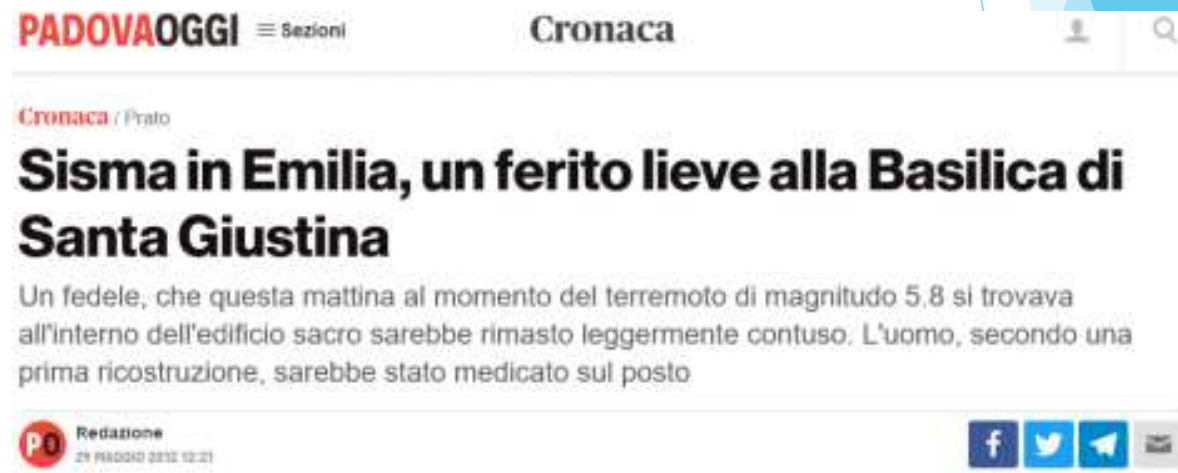 PADOVAOGGI ≡ Sezioni Cronaca
Cronaca / Prato
Sisma in Emilia, un ferito lieve alla Basilica di
Santa Giustina
Un fedele, che questa mattina al momento del terremoto di magnitudo 5,8 si trovava
all'interno dell'edificio sacro sarebbe rimasto leggermente contuso. L'uomo, secondo una
prima ricostruzione, sarebbe stato medicato sul posto
PO Redazione
29 MAGGIO 2012 12:21